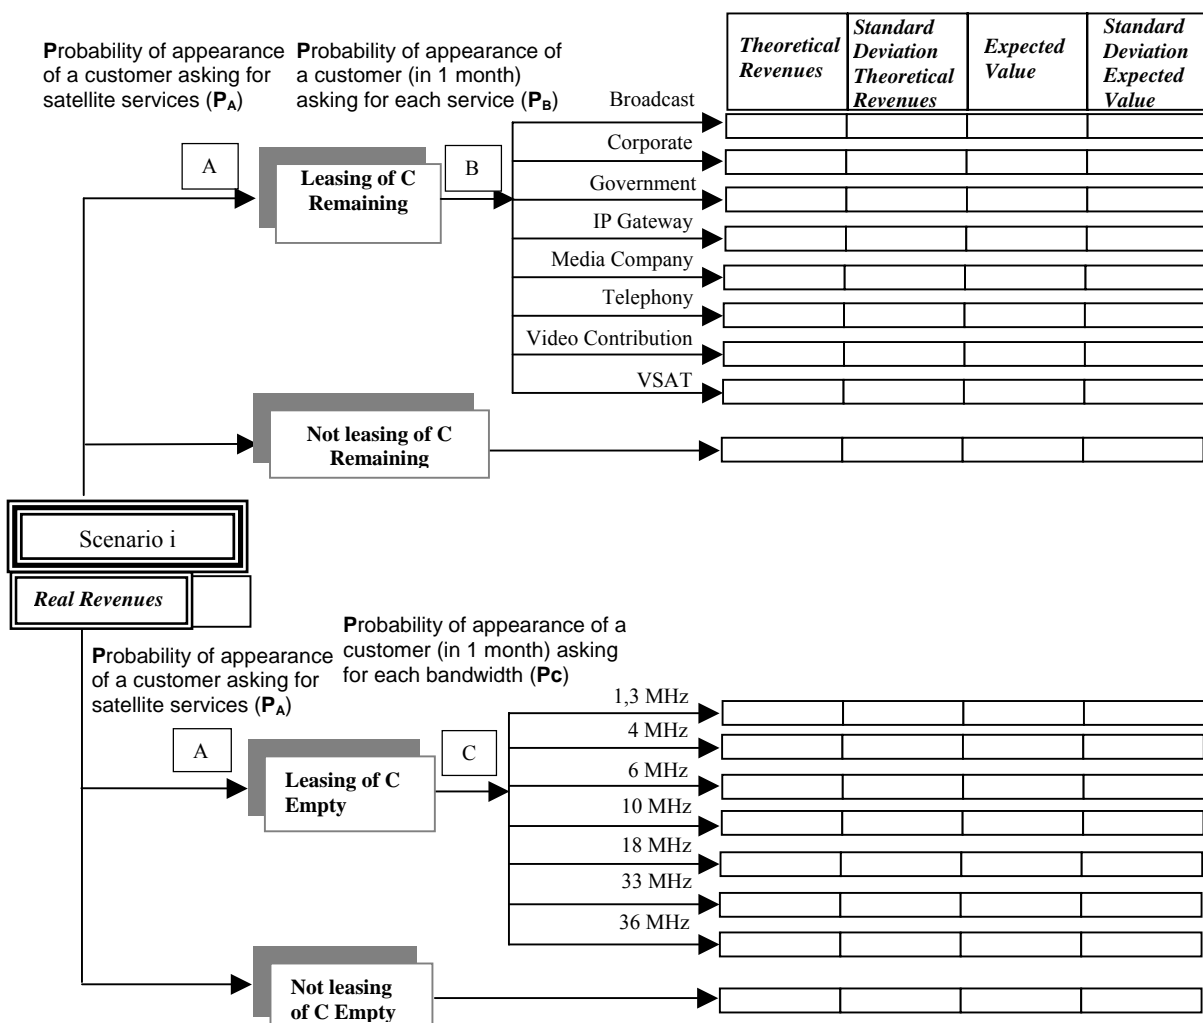 Probability of appearance
of a customer asking for
satellite services (PA)
Probability of appearance of
a customer (in 1 month)
asking for each service (PB)
Theoretical
Revenues
Standard
Deviation
Theoretical
Revenues
Expected
Value
Standard
Deviation
Expected
Value
A
Leasing of C
Remaining
B
Broadcast
Corporate
Government
IP Gateway
Media Company
Telephony
Video Contribution
VSAT
Not leasing of C
Remaining
Scenario i
Real Revenues
Probability of appearance
of a customer asking for
satellite services (PA)
Probability of appearance of a
customer (in 1 month) asking
for each bandwidth (Pc)
A
Leasing of C
Empty
C
1,3 MHz
4 MHz
6 MHz
10 MHz
18 MHz
33 MHz
36 MHz
Not leasing
of C Empty